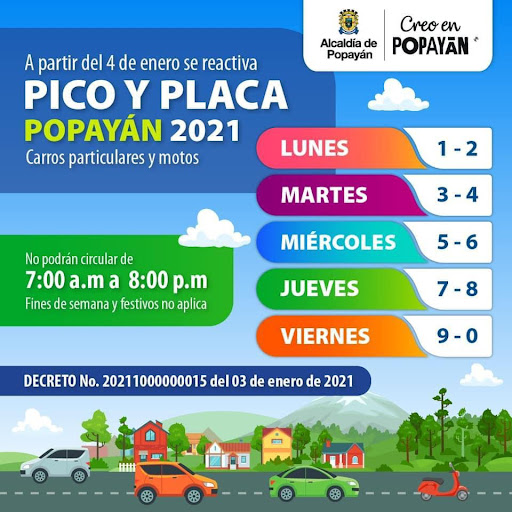 Alcaldía de
Popayán
Creo en
POPAYÁN
A partir del 4 de enero se reactiva
PICO Y PLACA
POPAYÁN 2021
Carros particulares y motos
LUNES 1 - 2
MARTES 3 - 4
MIÉRCOLES 5 - 6
JUEVES 7 - 8
VIERNES 9 - 0
No podrán circular de
7:00 a.m a 8:00 p.m
Fines de semana y festivos no aplica
DECRETO No. 20211000000015 del 03 de enero de 2021